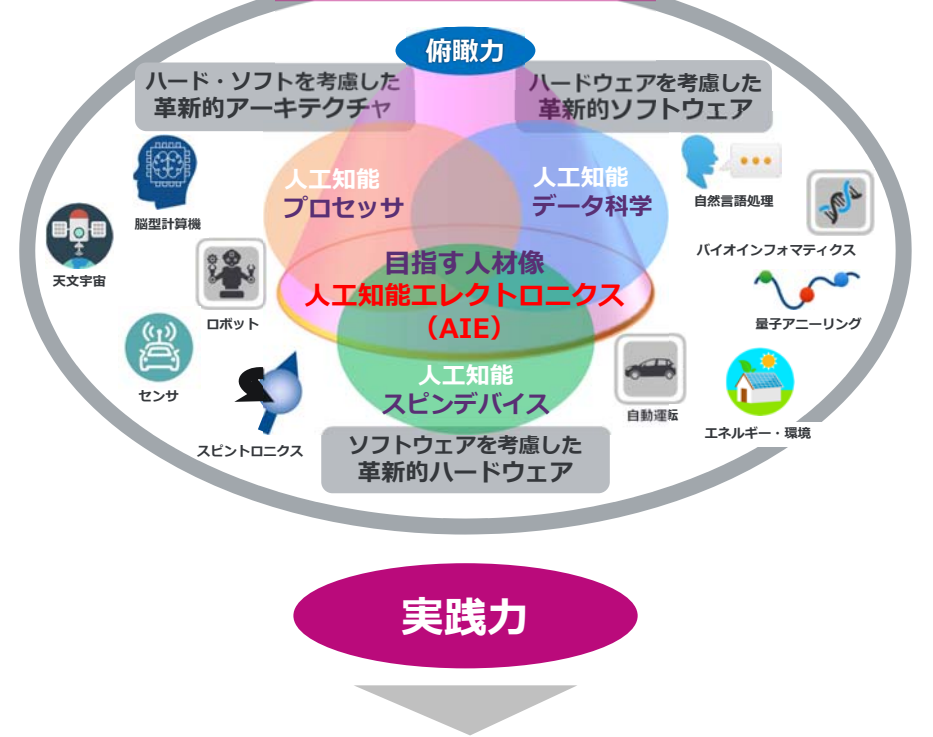 俯瞰力
ハード・ソフトを考慮した
革新的アーキテクチャ
ハードウェアを考慮した
革新的ソフトウェア
人工知能
プロセッサ
人工知能
データ科学
脳型計算機
自然言語処理
天文宇宙
バイオインフォマティクス
目指す人材像
人工知能エレクトロニクス
（AIE）
ロボット
量子アニーリング
センサ
人工知能
スピンデバイス
自動運転
エネルギー・環境
スピントロニクス
ソフトウェアを考慮した
革新的ハードウェア
実践力